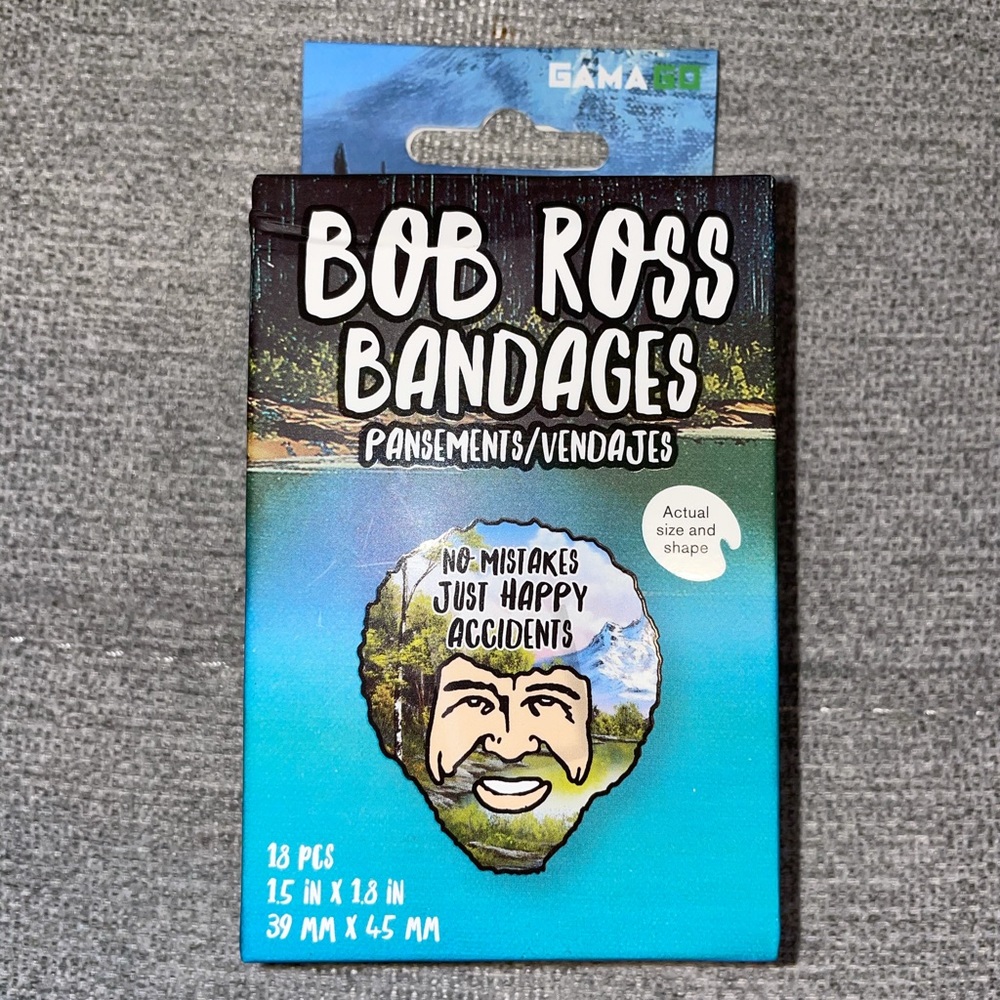 GAMAGO
BOB ROSS
BANDAGES
PANSEMENTS/VENDAJES
Actual
size and
shape
NO MISTAKES
JUST HAPPY
ACCIDENTS
18 PCS
1.5 IN X 1.8 IN
39 MM X 45 MM